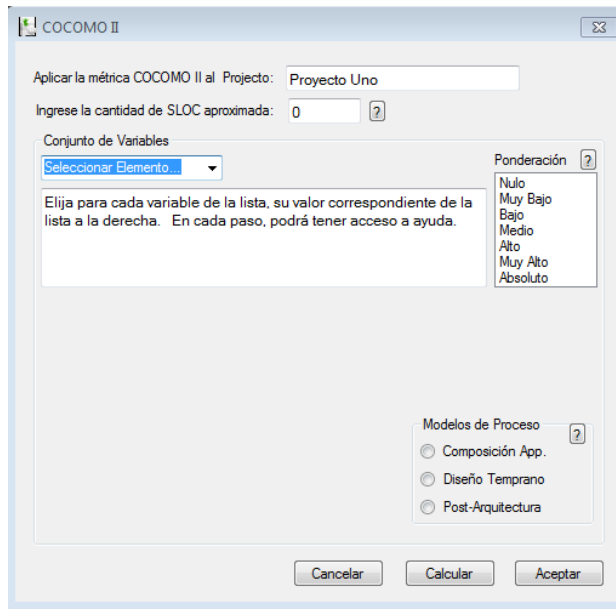 COCOMO II
Aplicar la métrica COCOMO II al Projecto: Proyecto Uno
Ingrese la cantidad de SLOC aproximada: 0 ?
Conjunto de Variables
Seleccionar Elemento...
Elija para cada variable de la lista, su valor correspondiente de la
lista a la derecha. En cada paso, podrá tener acceso a ayuda.
Ponderación ?
Nulo
Muy Bajo
Bajo
Medio
Alto
Muy Alto
Absoluto
Modelos de Proceso ?
Composición App.
Diseño Temprano
Post-Arquitectura
Cancelar Calcular Aceptar